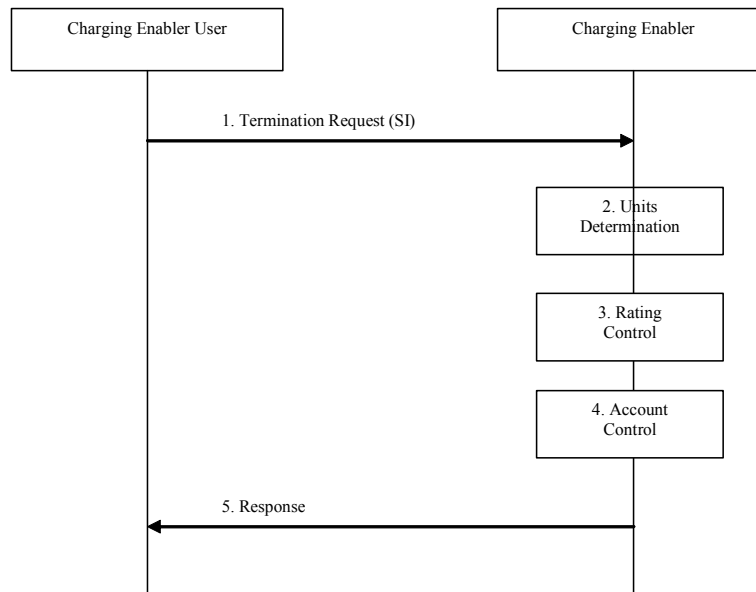 Charging Enabler User
Charging Enabler
1. Termination Request (SI)
2. Units
Determination
3. Rating
Control
4. Account
Control
5. Response